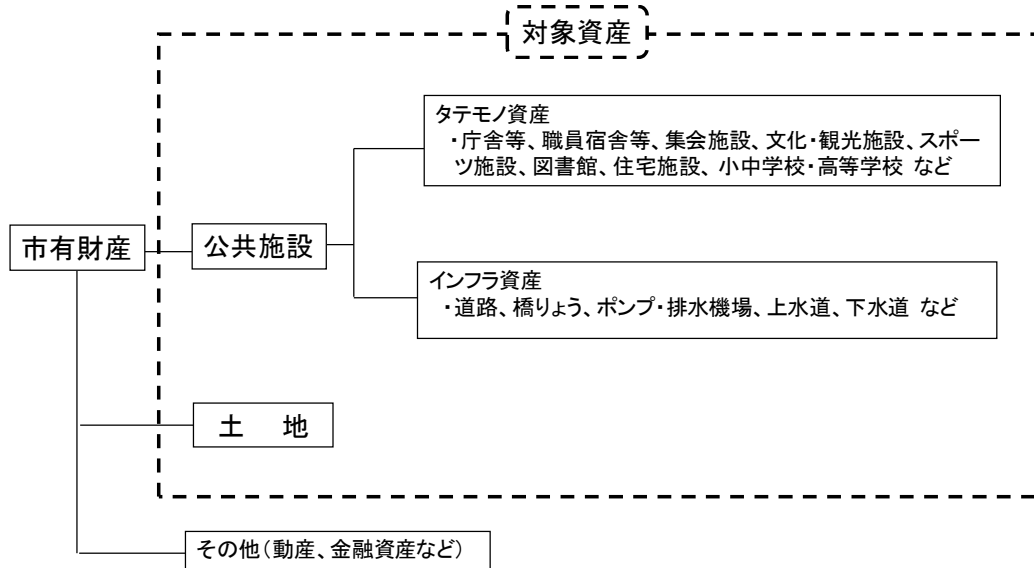 対象資産
タテモノ資産
・庁舎等、職員宿舎等、集会施設、文化・観光施設、スポー
ツ施設、図書館、住宅施設、小中学校・高等学校 など
市有財産
公共施設
インフラ資産
・道路、橋りょう、ポンプ・排水機場、上水道、下水道 など
土 地
その他(動産、金融資産など)